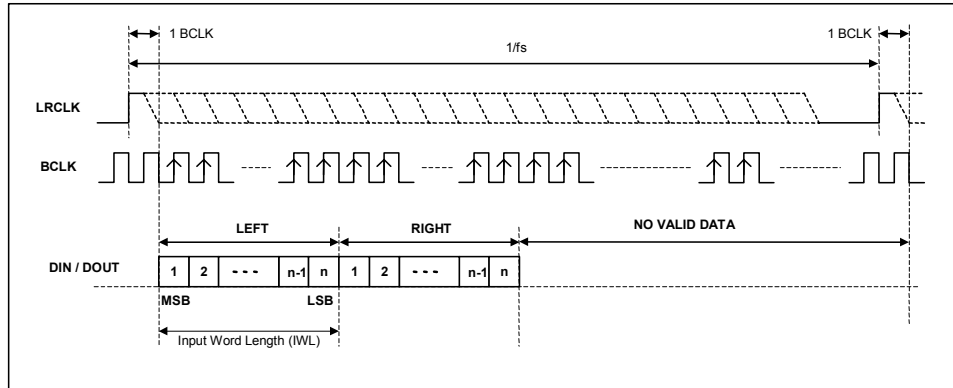 1 BCLK
1 BCLK
1/fs
LRCLK
BCLK
LEFT
RIGHT
NO VALID DATA
DIN / DOUT
1 2 - - - n-1 n 1 2 - - - n-1 n
MSB
LSB
Input Word Length (IWL)